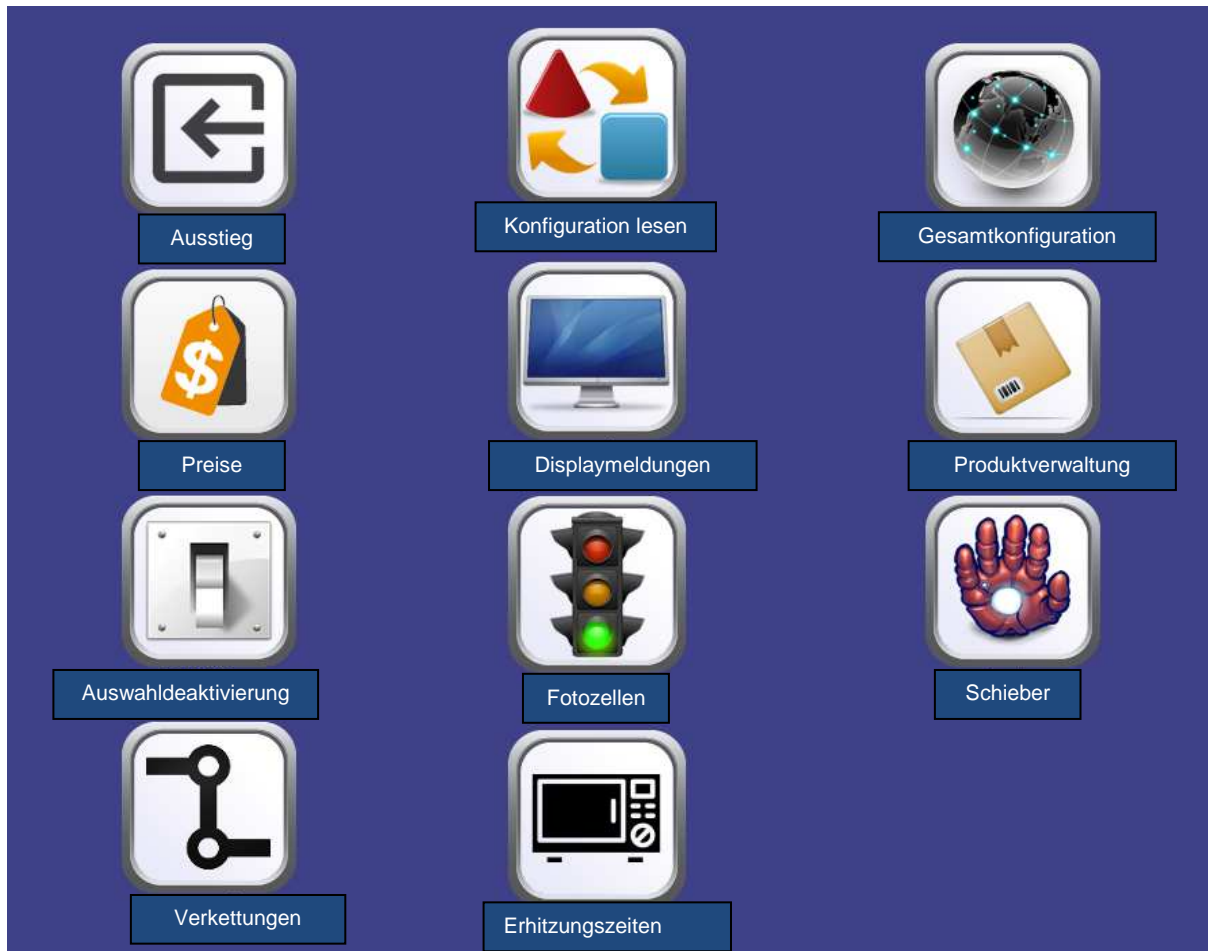 Ausstieg
Konfiguration lesen
Gesamtkonfiguration
$
Preise
Displaymeldungen
Produktverwaltung
Auswahldeaktivierung
Fotozellen
Schieber
Verkettungen
Erhitzungszeiten